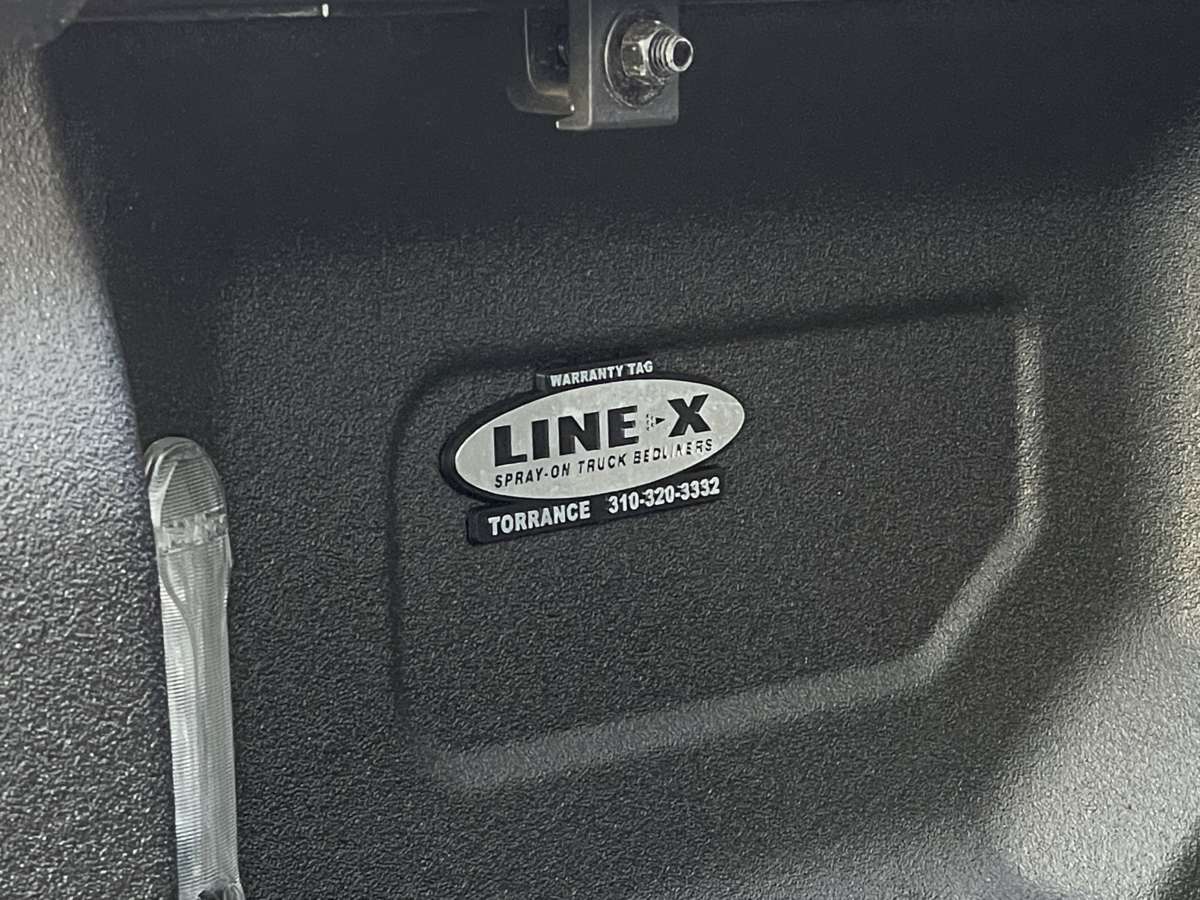 WARRANTY TAG
LINE-X
SPRAY-ON TRUCK BEDLINERS
TORRANCE 310-320-3332